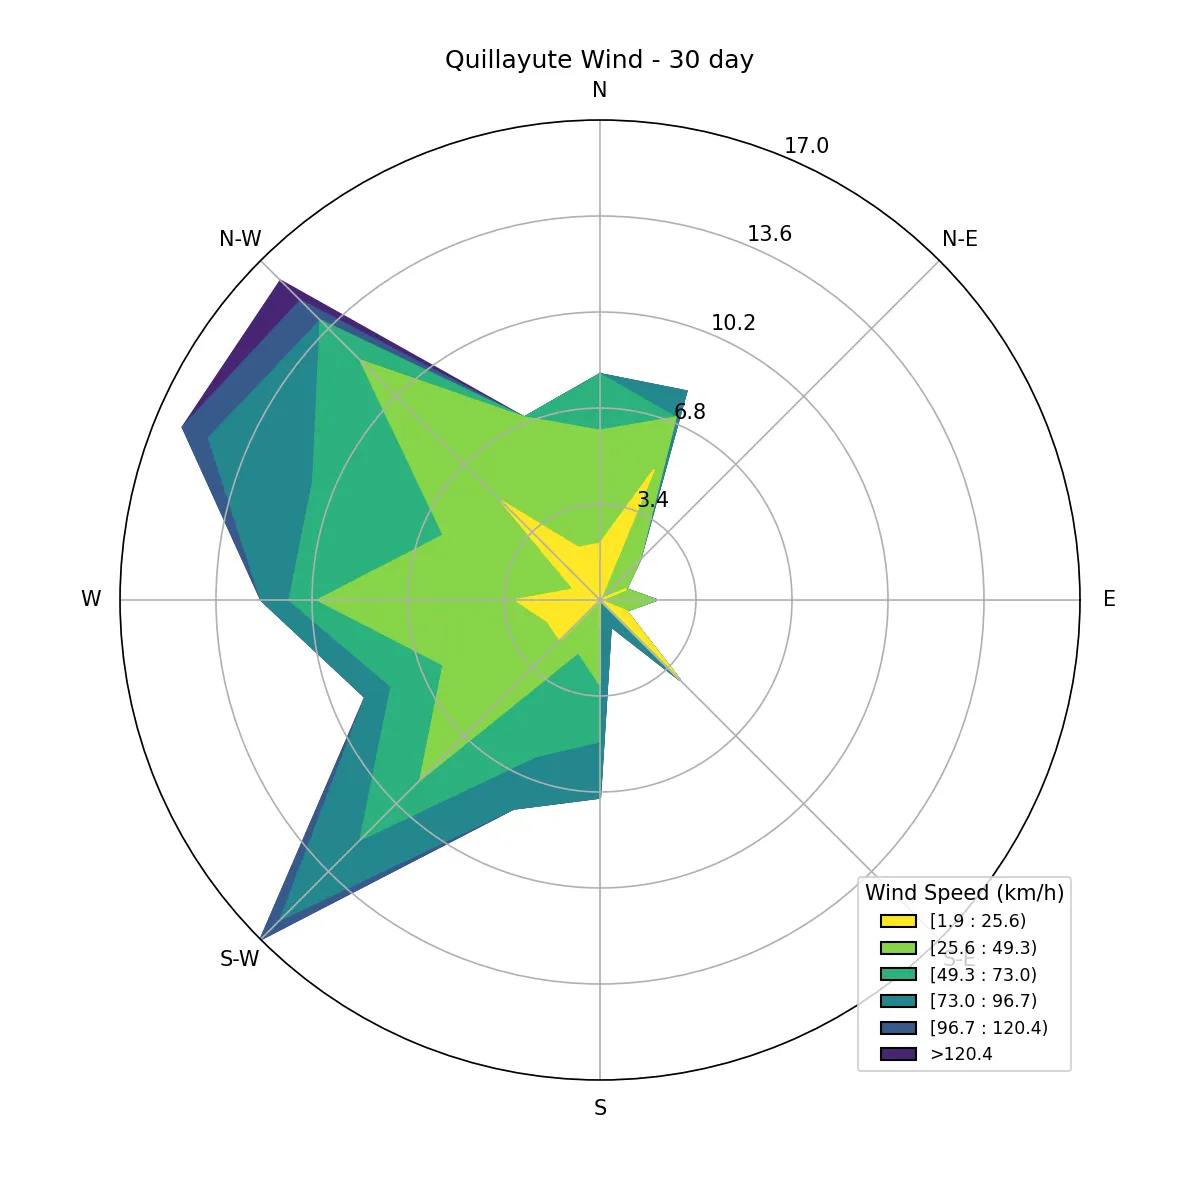 Quillayute Wind - 30 day
N
17.0
N-W
13.6
N-E
10.2
6.8
3.4
W
E
S-W
S-E
S
Wind Speed (km/h)
[1.9 : 25.6)
[25.6 : 49.3)
[49.3 : 73.0)
[73.0 : 96.7)
[96.7 : 120.4)
>120.4